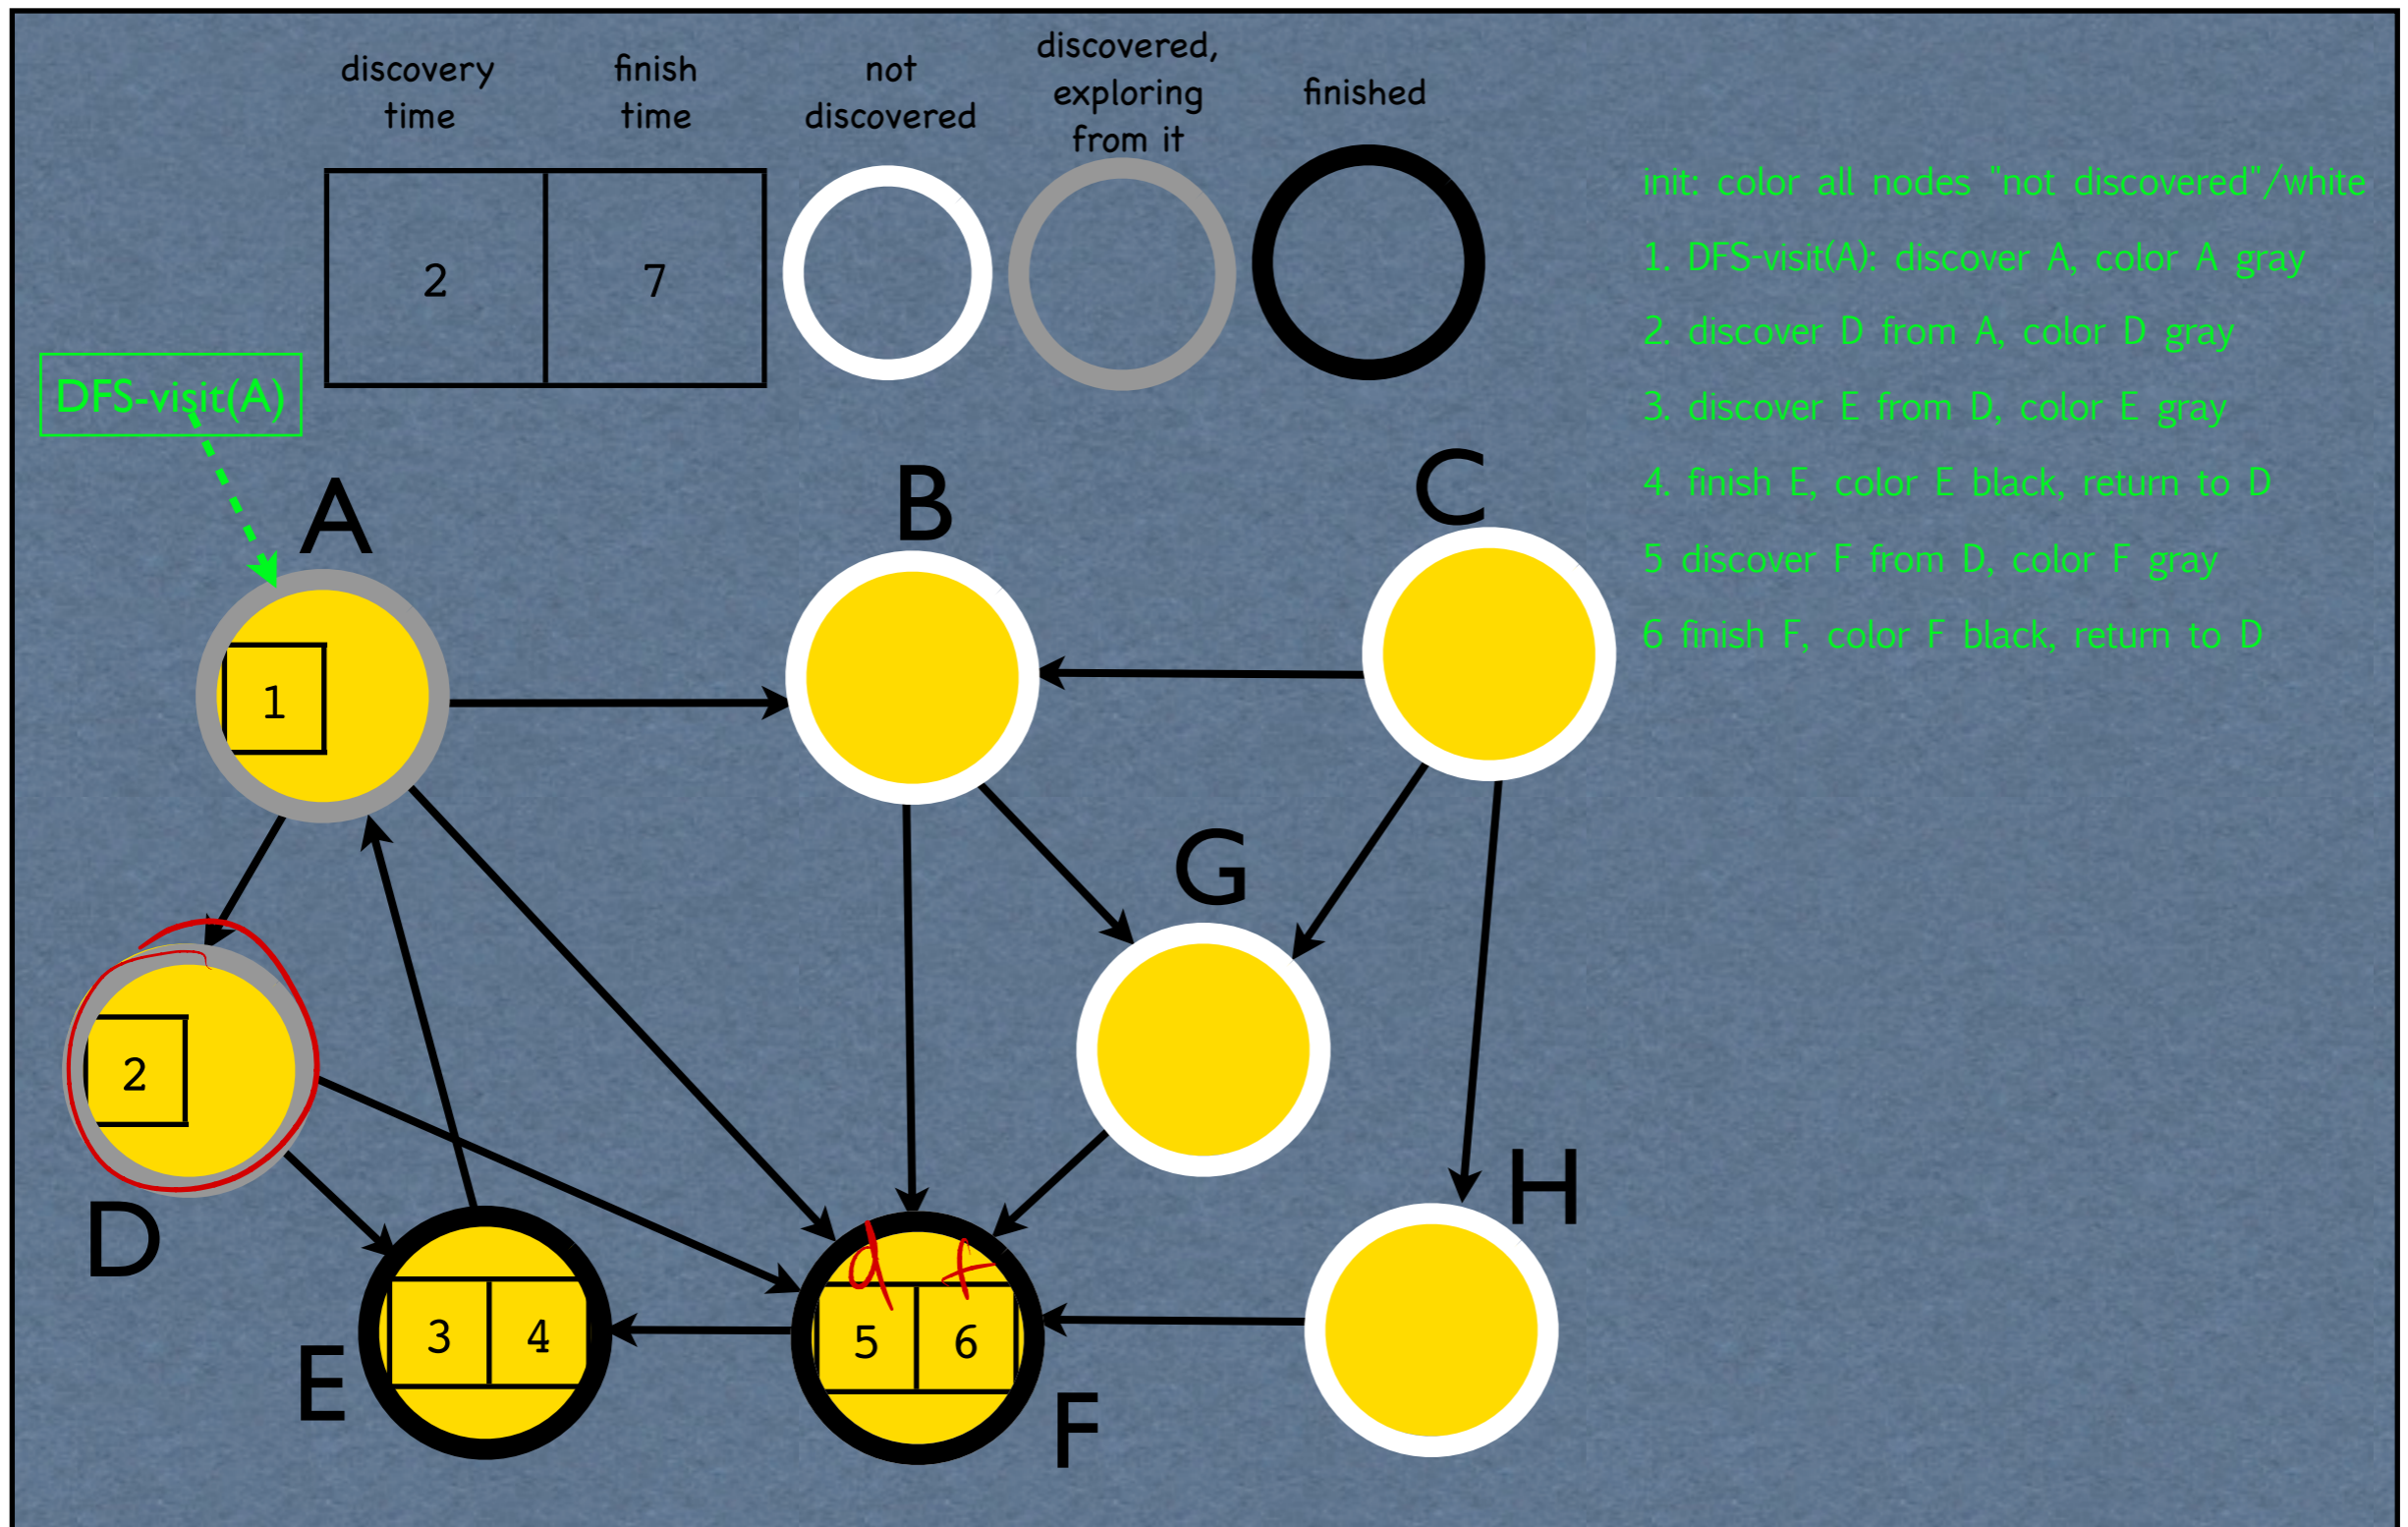 discovery
time
finish
time
not
discovered
discovered,
exploring
from it
finished
2
7
init: color all nodes "not discovered"/white
1. DFS-visit(A): discover A, color A gray
2. discover D from A, color D gray
3. discover E from D, color E gray
4. finish E, color E black, return to D
5 discover F from D, color F gray
6 finish F, color F black, return to D
DFS-visit(A)
A
B
C
1
G
2
D
H
d f
3 4
5 6
E
F